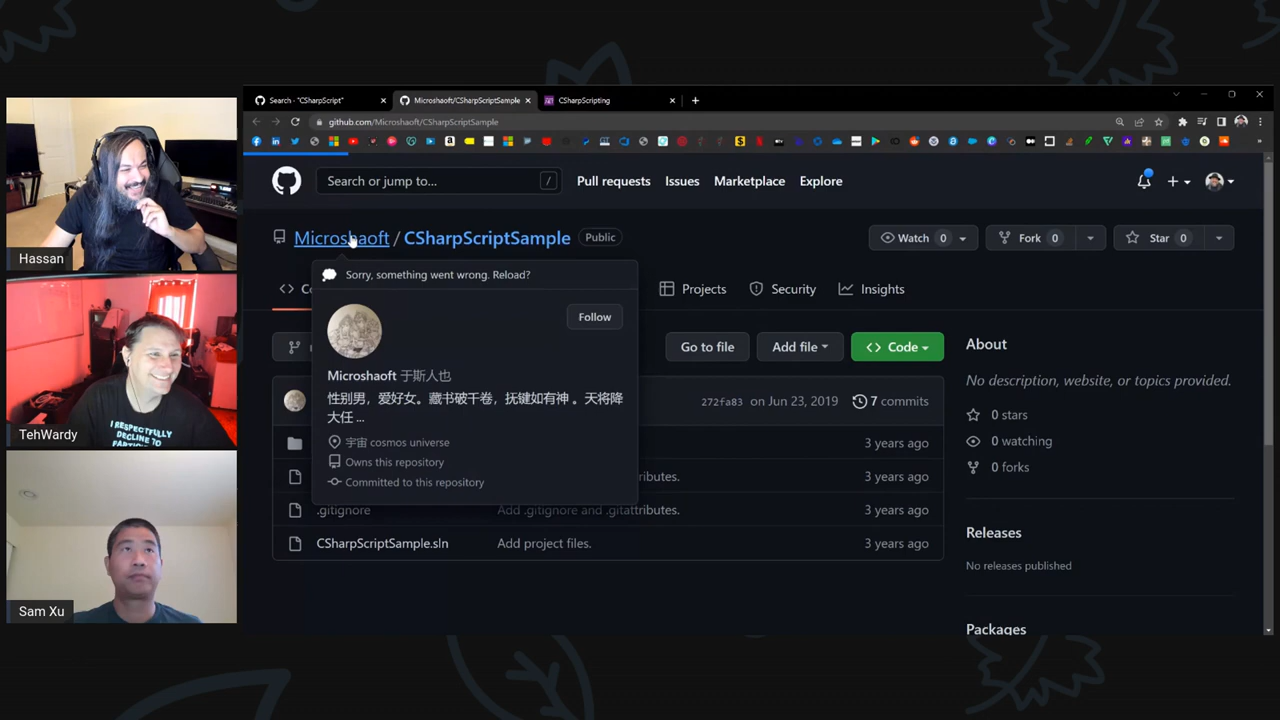 Search · "CSharpScript"
Microshaoft/CSharpScriptSample
CSharpScripting
github.com/Microshaoft/CSharpScriptSample
Search or jump to...
/
Pull requests
Issues
Marketplace
Explore
Microshaoft / CSharpScriptSample
Public
Watch 0
Fork 0
Star 0
Sorry, something went wrong. Reload?
Projects
Security
Insights
Follow
Microshaoft 于斯人也
性别男，爱好女。藏书破千卷，抚键如有神 。天将降
大任 ...
宇宙 cosmos universe
Owns this repository
Committed to this repository
Go to file
Add file
Code
272fa83 on Jun 23, 2019
7 commits
3 years ago
ributes.
3 years ago
.gitignore
Add .gitignore and .gitattributes.
3 years ago
CSharpScriptSample.sln
Add project files.
3 years ago
About
No description, website, or topics provided.
0 stars
0 watching
0 forks
Releases
No releases published
Packages
Hassan
I RESPECTFULLY
DECLINE TO
TehWardy
Sam Xu